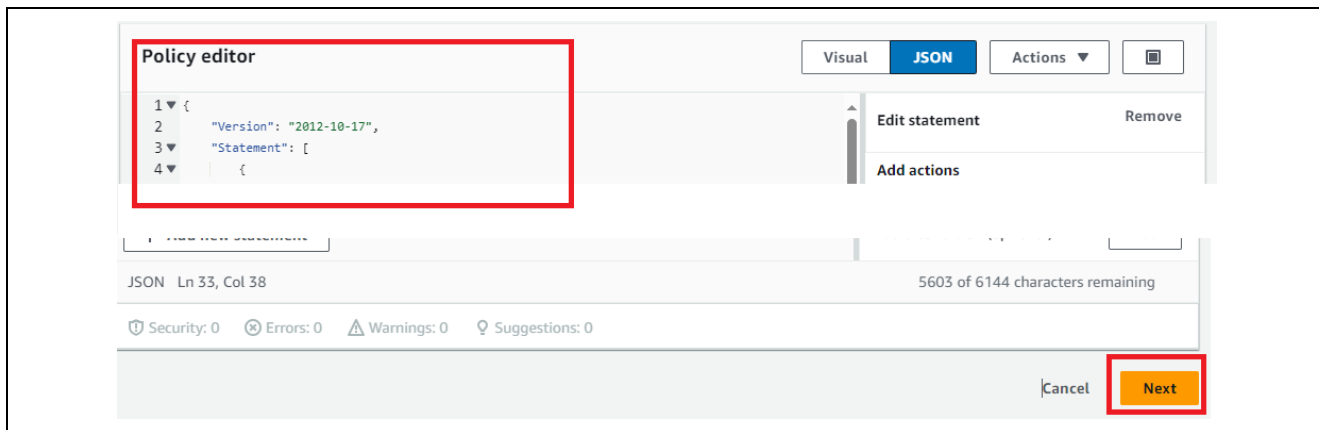 Policy editor
Visual JSON Actions ▼
1 ▼ {
2 "Version": "2012-10-17",
3 ▼ "Statement": [
4 ▼ {
Edit statement Remove
Add actions
JSON Ln 33, Col 38 5603 of 6144 characters remaining
Security: 0 Errors: 0 Warnings: 0 Suggestions: 0
Cancel Next